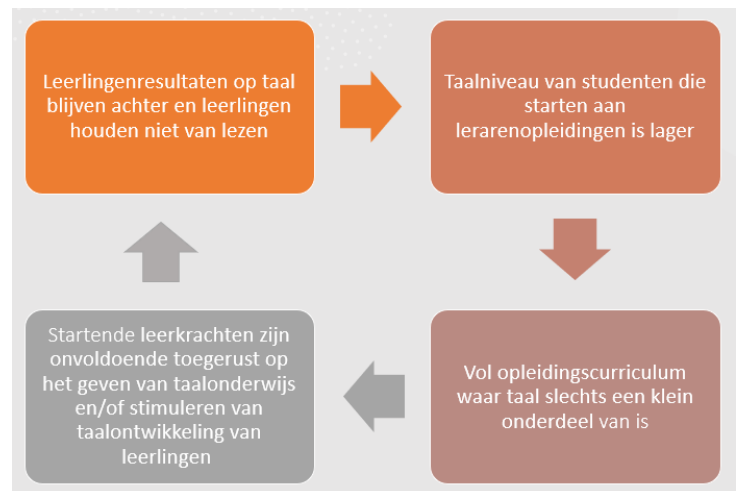 Leerlingenresultaten op taal
blijven achter en leerlingen
houden niet van lezen
Taalniveau van studenten die
starten aan
lerarenopleidingen is lager
Vol opleidingscurriculum
waar taal slechts een klein
onderdeel van is
Startende leerkrachten zijn
onvoldoende toegerust op
het geven van taalonderwijs
en/of stimuleren van
taalontwikkeling van
leerlingen